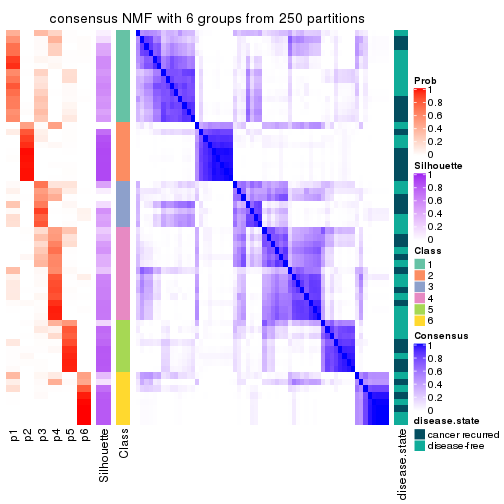 consensus NMF with 6 groups from 250 partitions
Prob
1
0.8
0.6
0.4
0.2
0
Silhouette
1
0.8
0.6
0.4
0.2
0
Class
1
2
3
4
5
6
Consensus
1
0.8
0.6
0.4
0.2
0
disease.state
cancer recurred
disease-free
p1
p2
p3
p4
p5
p6
Silhouette
Class
disease.state